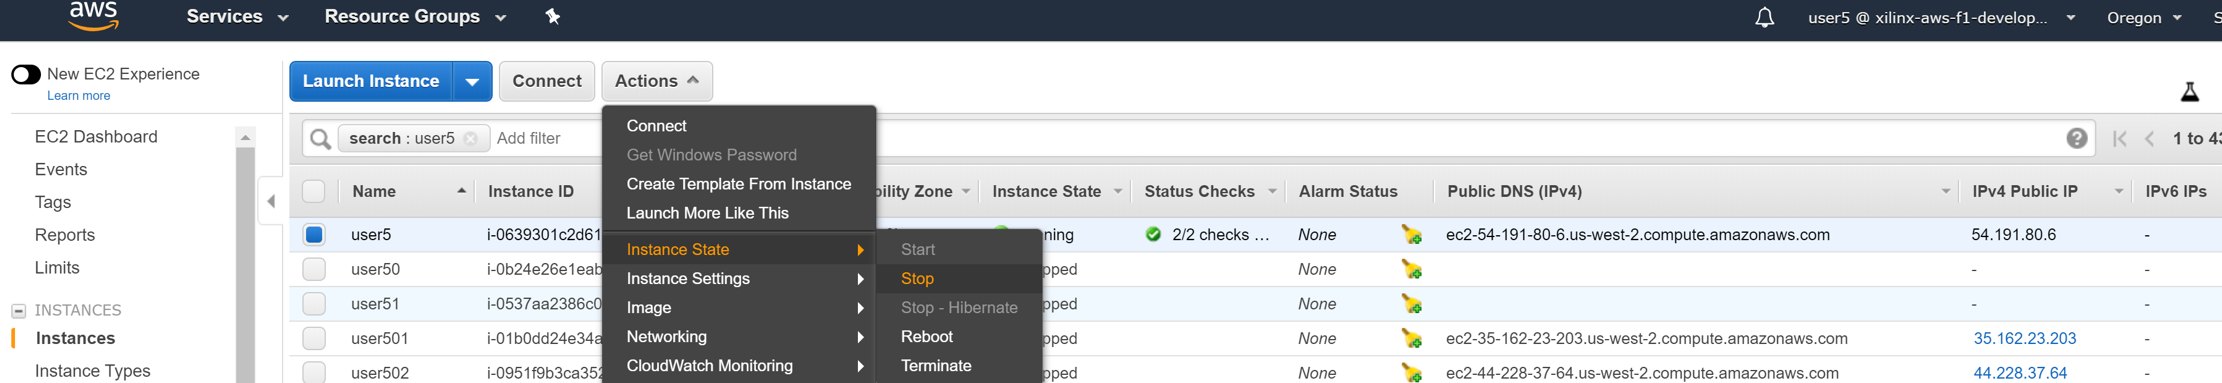 aws Services Resource Groups user5 @ xilinx-aws-f1-develop... Oregon S
New EC2 Experience
Learn more
EC2 Dashboard
Events
Tags
Reports
Limits
INSTANCES
Instances
Instance Types
Launch Instance Connect Actions
search : user5 Add filter 1 to 43
Connect
Get Windows Password
Create Template From Instance
Launch More Like This
Instance State
Instance Settings
Image
Networking
CloudWatch Monitoring
Start
Stop
Stop - Hibernate
Reboot
Terminate
Name Instance ID bility Zone Instance State Status Checks Alarm Status Public DNS (IPv4) IPv4 Public IP IPv6 IPs
user5 i-0639301c2d61 nning 2/2 checks ... None ec2-54-191-80-6.us-west-2.compute.amazonaws.com 54.191.80.6 -
user50 i-0b24e26e1eab pped None - -
user51 i-0537aa2386c0 pped None - -
user501 i-01b0dd24e34a pped None ec2-35-162-23-203.us-west-2.compute.amazonaws.com 35.162.23.203 -
user502 i-0951f9b3ca352 pped None ec2-44-228-37-64.us-west-2.compute.amazonaws.com 44.228.37.64 -